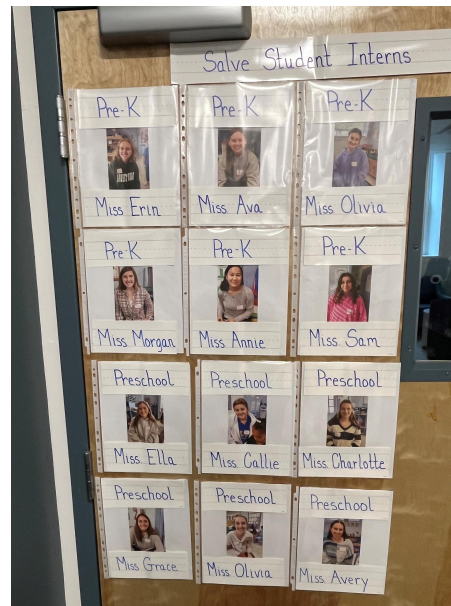 Salve Student Interns
Pre-K
Miss Erin
Pre-K
Miss Ava
Pre-K
Miss Olivia
Pre-K
Miss Morgan
Pre-K
Miss Annie
Pre-K
Miss Sam
Preschool
Miss Ella
Preschool
Miss Callie
Preschool
Miss Charlotte
Preschool
Miss Grace
Preschool
Miss Olivia
Preschool
Miss Avery